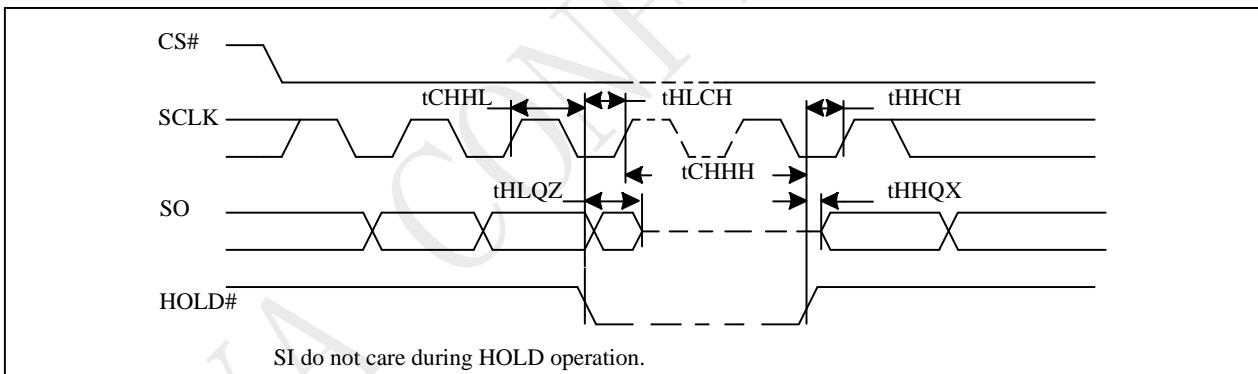 CS#
tCHHL tHLCH tHHCH
SCLK
tCHHH
tHLQZ tHHQX
SO
HOLD#
SI do not care during HOLD operation.